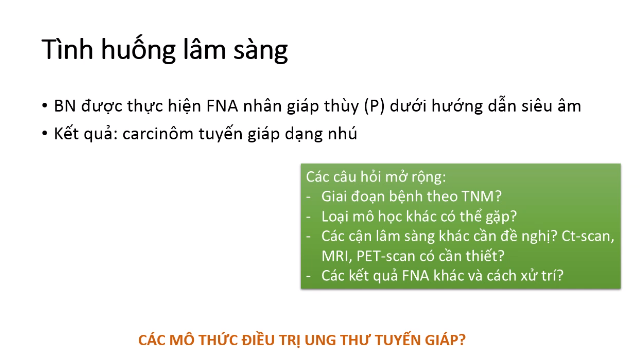 Tình huống lâm sàng
• BN được thực hiện FNA nhân giáp thùy (P) dưới hướng dẫn siêu âm
• Kết quả: carcinôm tuyến giáp dạng nhú
Các câu hỏi mở rộng:
- Giai đoạn bệnh theo TNM?
- Loại mô học khác có thể gặp?
- Các cận lâm sàng khác cần đề nghị? Ct-scan,
MRI, PET-scan có cần thiết?
- Các kết quả FNA khác và cách xử trí?
CÁC MÔ THỨC ĐIỀU TRỊ UNG THƯ TUYẾN GIÁP?